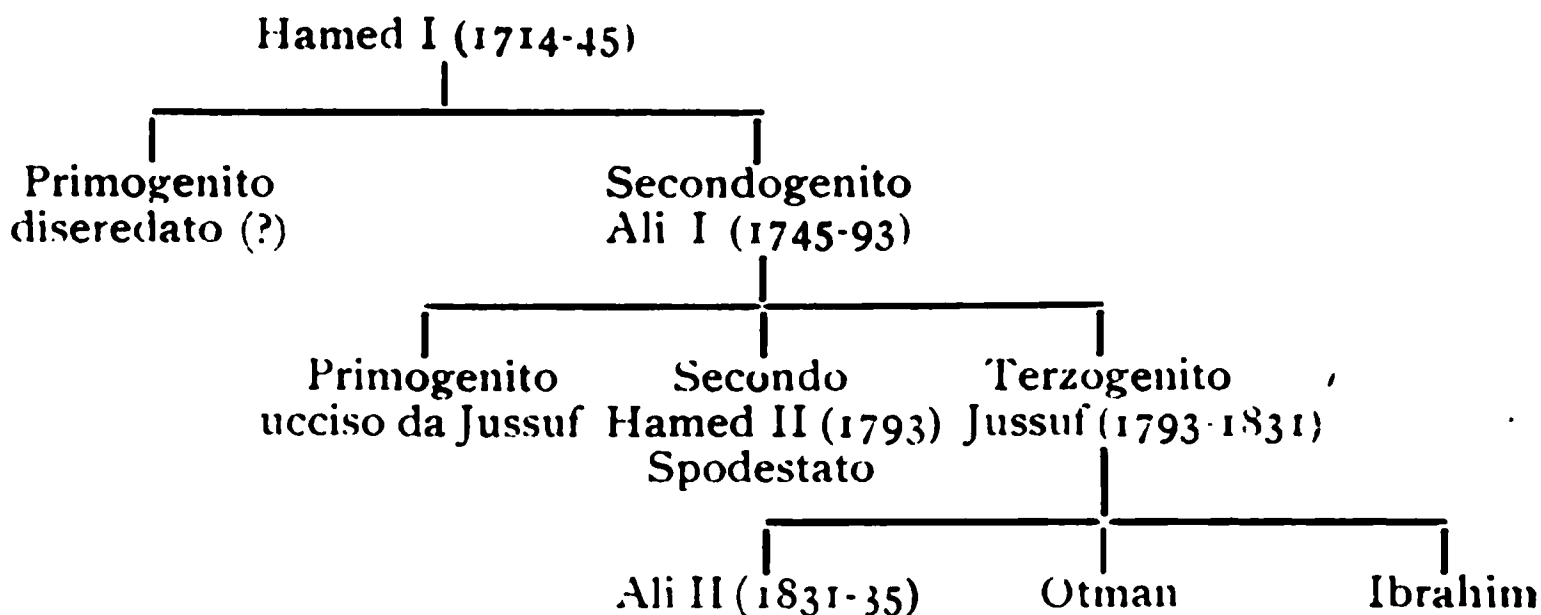 Hamed I (1714-45)
Primogenito Secondogenito
diseredato (?) Ali I (1745-93)
Primogenito Secondo Terzogenito
ucciso da Jussuf Hamed II (1793) Jussuf (1793-1831)
Spodestato
Ali II (1831-35) Otman Ibrahim